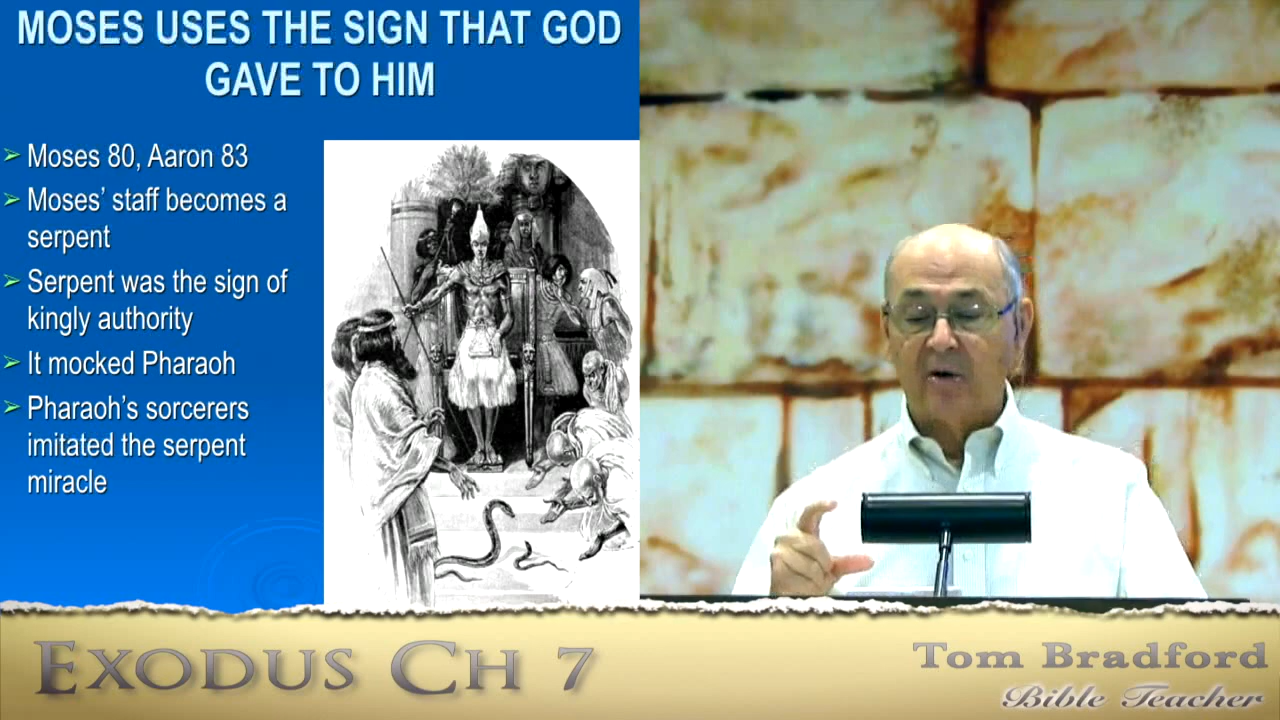 MOSES USES THE SIGN THAT GOD
GAVE TO HIM
➢ Moses 80, Aaron 83
➢ Moses’ staff becomes a
serpent
➢ Serpent was the sign of
kingly authority
➢ It mocked Pharaoh
➢ Pharaoh’s sorcerers
imitated the serpent
miracle
EXODUS CH 7
Tom Bradford
Bible Teacher